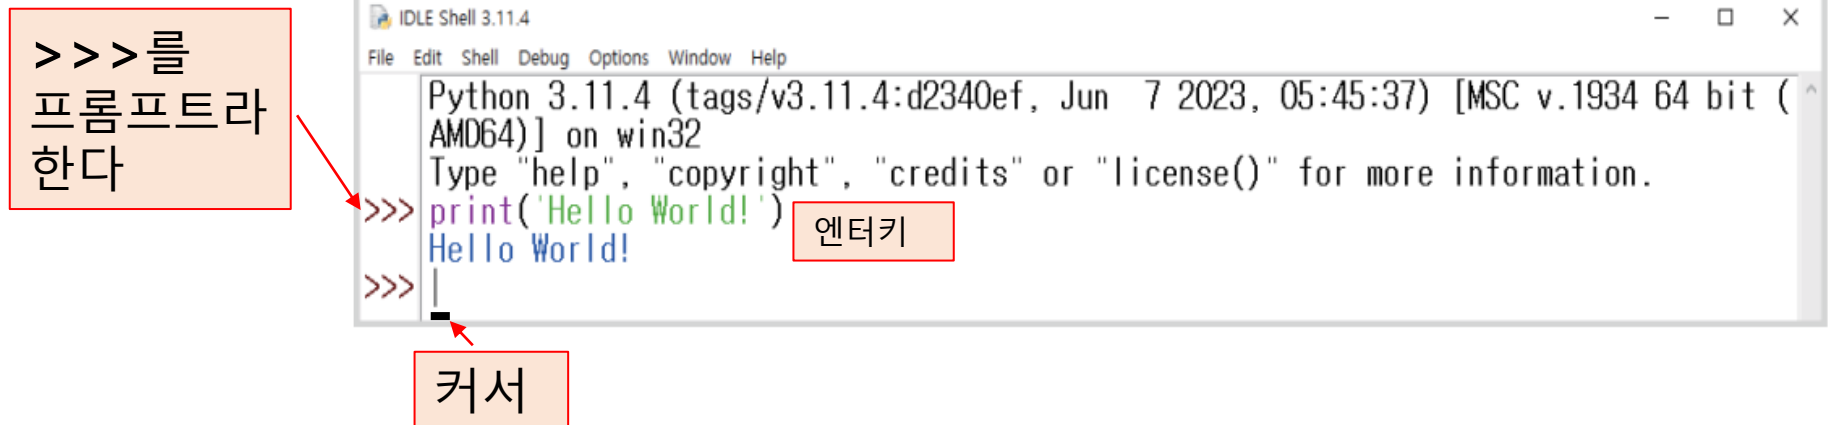 >>>를
프롬프트라
한다
IDLE Shell 3.11.4
File Edit Shell Debug Options Window Help
Python 3.11.4 (tags/v3.11.4:d2340ef, Jun  7 2023, 05:45:37) [MSC v.1934 64 bit (
AMD64)] on win32
Type "help", "copyright", "credits" or "license()" for more information.
>>> print('Hello World!')
엔터키
Hello World!
>>>
커서